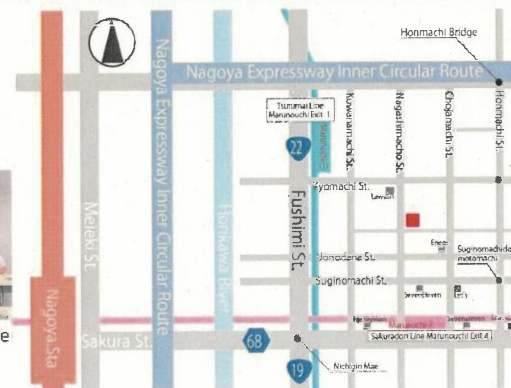 Honmachi Bridge
Nagoya Expressway Inner Circular Route
Nagoya Expressway Inner Circular Route
Tsurumai Line
Marunouchi Exit 1
22
Kuwanamachi St.
Nagashimacho St.
Chojamachi St.
Honmachi St.
Kyomachi St.
Lawson
Meieki St.
Horikawa River
Fushimi St.
Suginomachido
motomachi
Suginomachi St.
Nagoya Sta
e
Sakura St.
68
Sakuradori Line Marunouchi Exit 4
Nichigin Mae
19